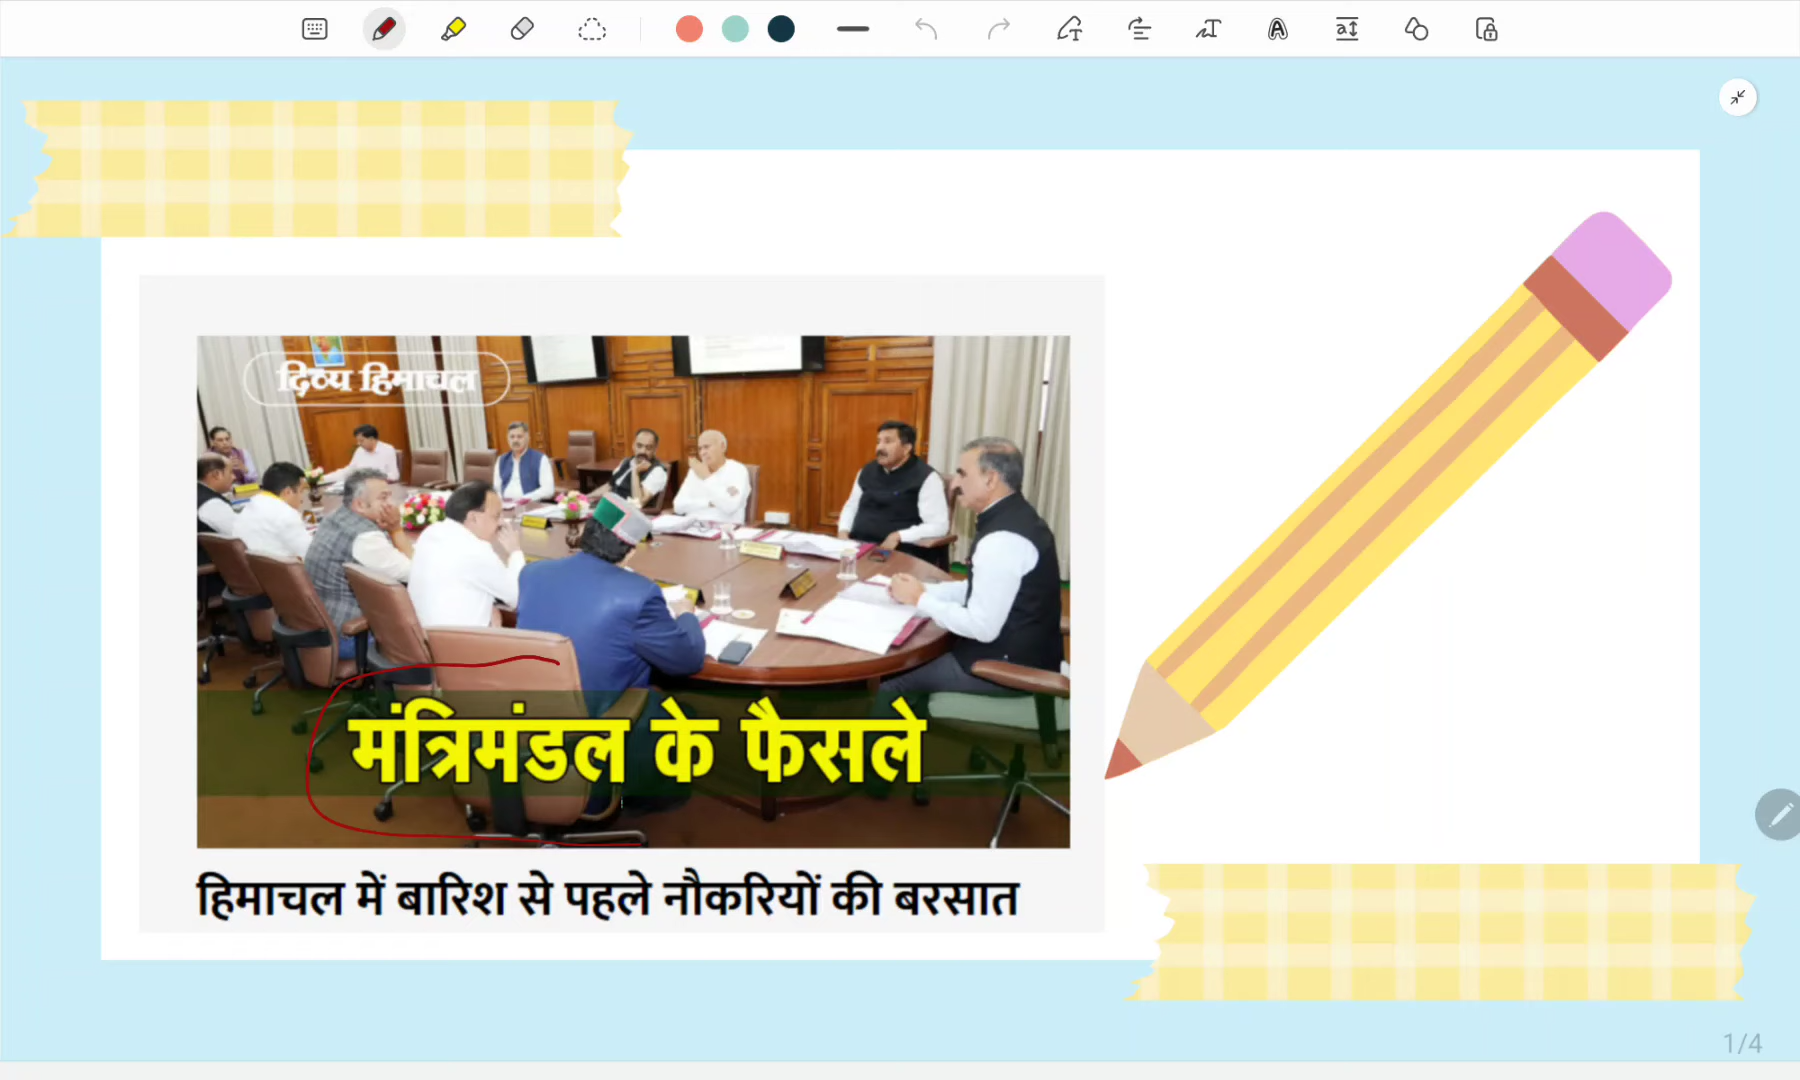 दिव्य हिमाचल
मंत्रिमंडल के फैसले
हिमाचल में बारिश से पहले नौकरियों की बरसात
1/4